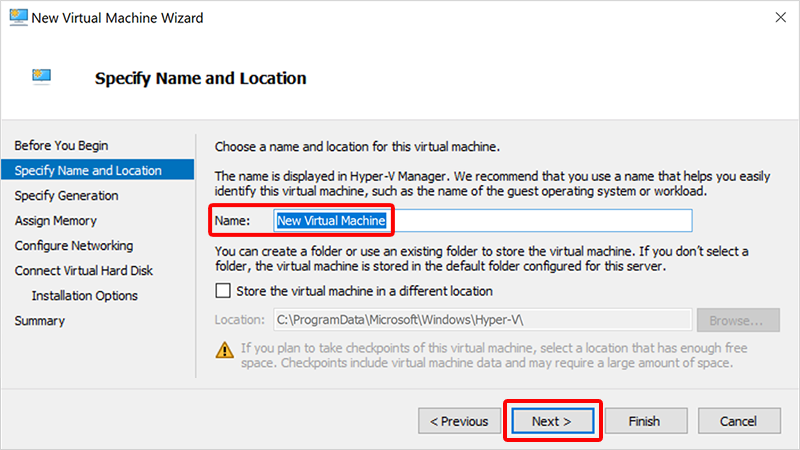 New Virtual Machine Wizard
Specify Name and Location
Before You Begin
Specify Name and Location
Specify Generation
Assign Memory
Configure Networking
Connect Virtual Hard Disk
Installation Options
Summary
Choose a name and location for this virtual machine.
The name is displayed in Hyper-V Manager. We recommend that you use a name that helps you easily
identify this virtual machine, such as the name of the guest operating system or workload.
Name: New Virtual Machine
You can create a folder or use an existing folder to store the virtual machine. If you don't select a
folder, the virtual machine is stored in the default folder configured for this server.
Store the virtual machine in a different location
Location: C:\ProgramData\Microsoft\Windows\Hyper-V\ Browse...
If you plan to take checkpoints of this virtual machine, select a location that has enough free
space. Checkpoints include virtual machine data and may require a large amount of space.
< Previous Next > Finish Cancel